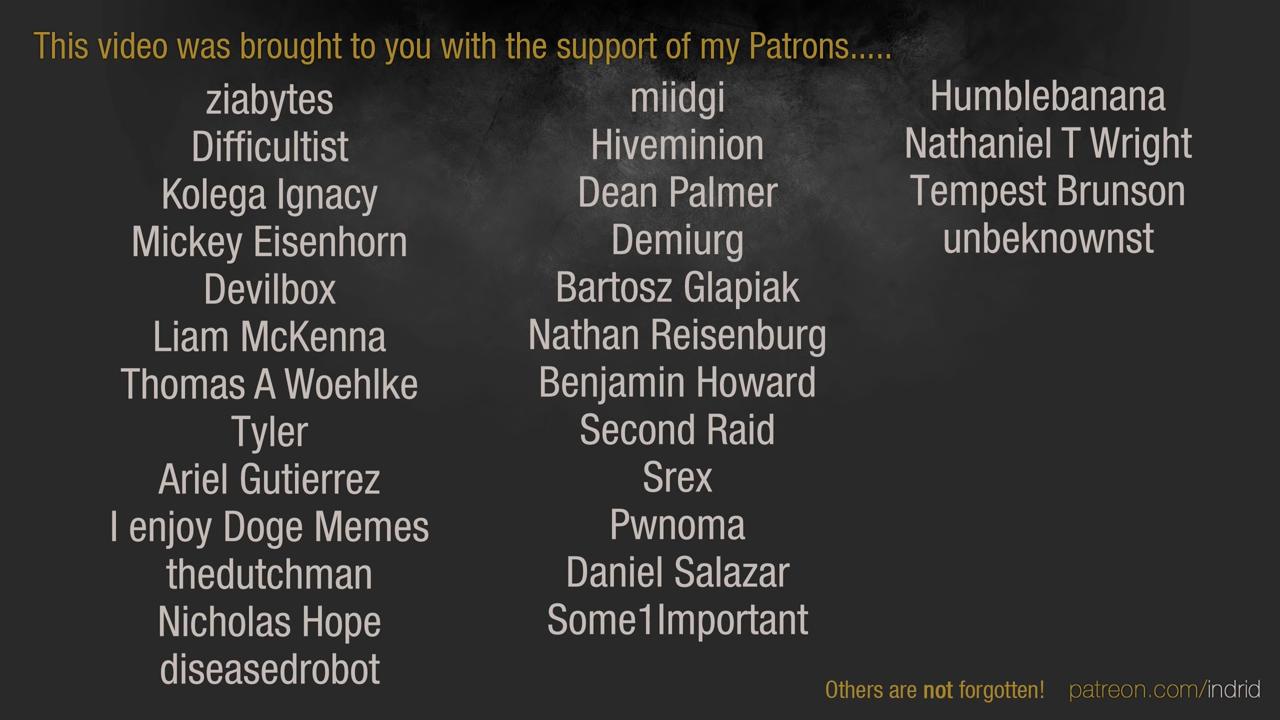 This video was brought to you with the support of my Patrons.....
ziabytes
Difficultist
Kolega Ignacy
Mickey Eisenhorn
Devilbox
Liam McKenna
Thomas A Woehlke
Tyler
Ariel Gutierrez
I enjoy Doge Memes
thedutchman
Nicholas Hope
diseasedrobot
miidgi
Hiveminion
Dean Palmer
Demiurg
Bartosz Glapiak
Nathan Reisenburg
Benjamin Howard
Second Raid
Srex
Pwnoma
Daniel Salazar
Some1Important
Humblebanana
Nathaniel T Wright
Tempest Brunson
unbeknownst
Others are not forgotten! patreon.com/indrid